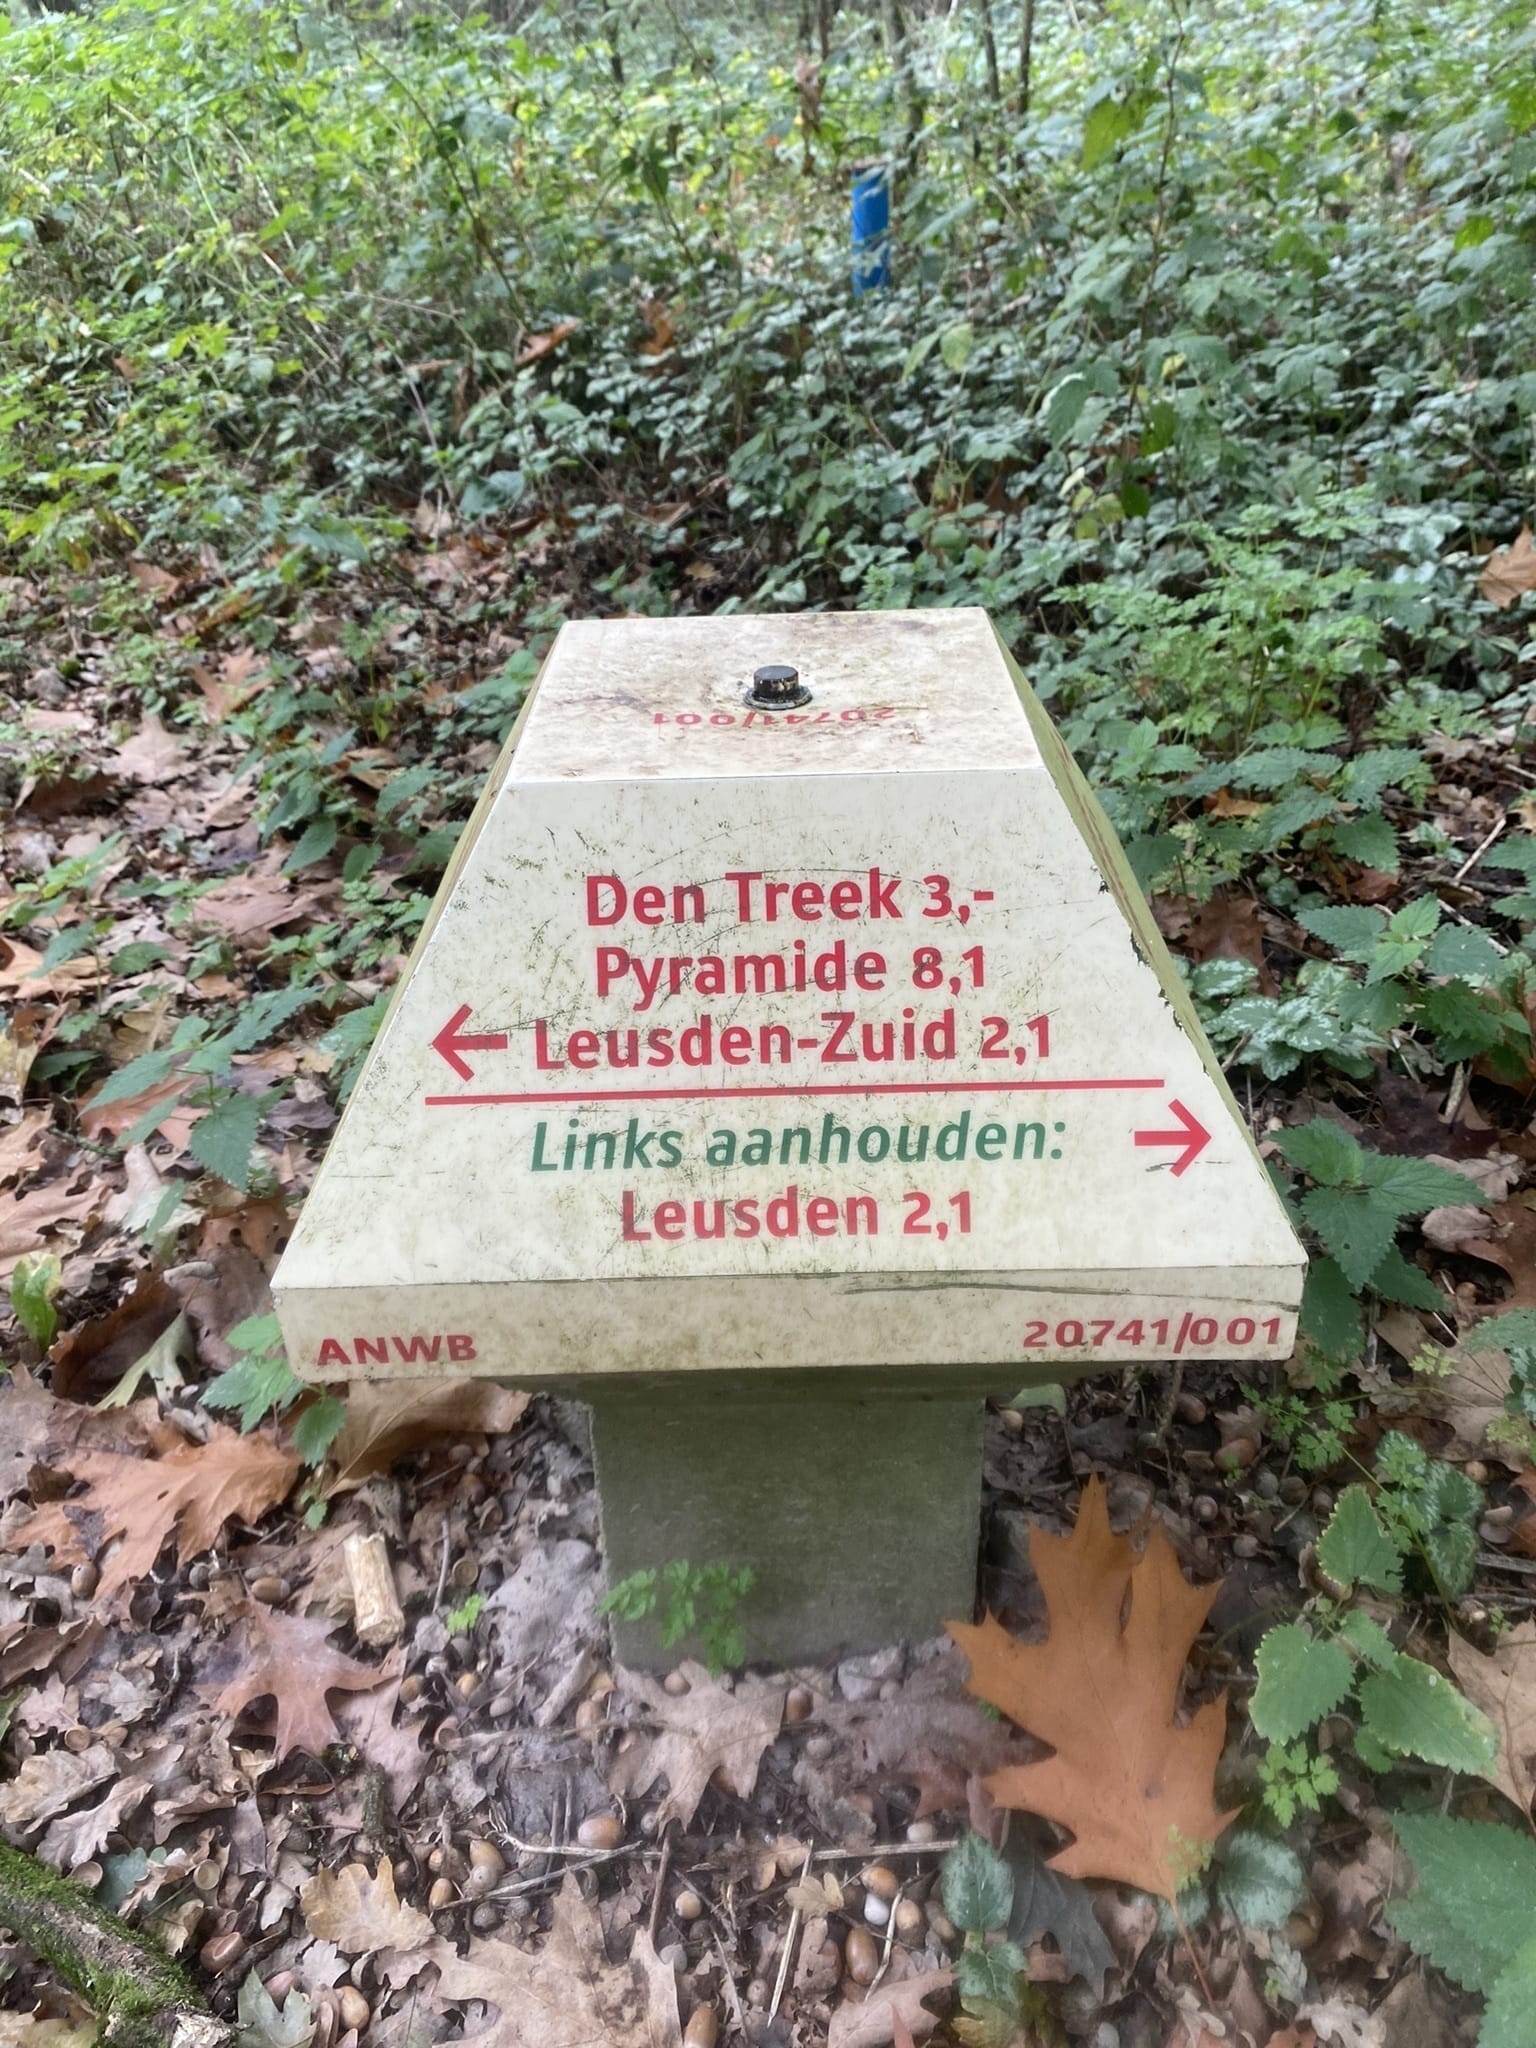 20741/001
Den Treek 3,-
Pyramide 8,1
← Leusden-Zuid 2,1
Links aanhouden: →
Leusden 2,1
ANWB 20741/001